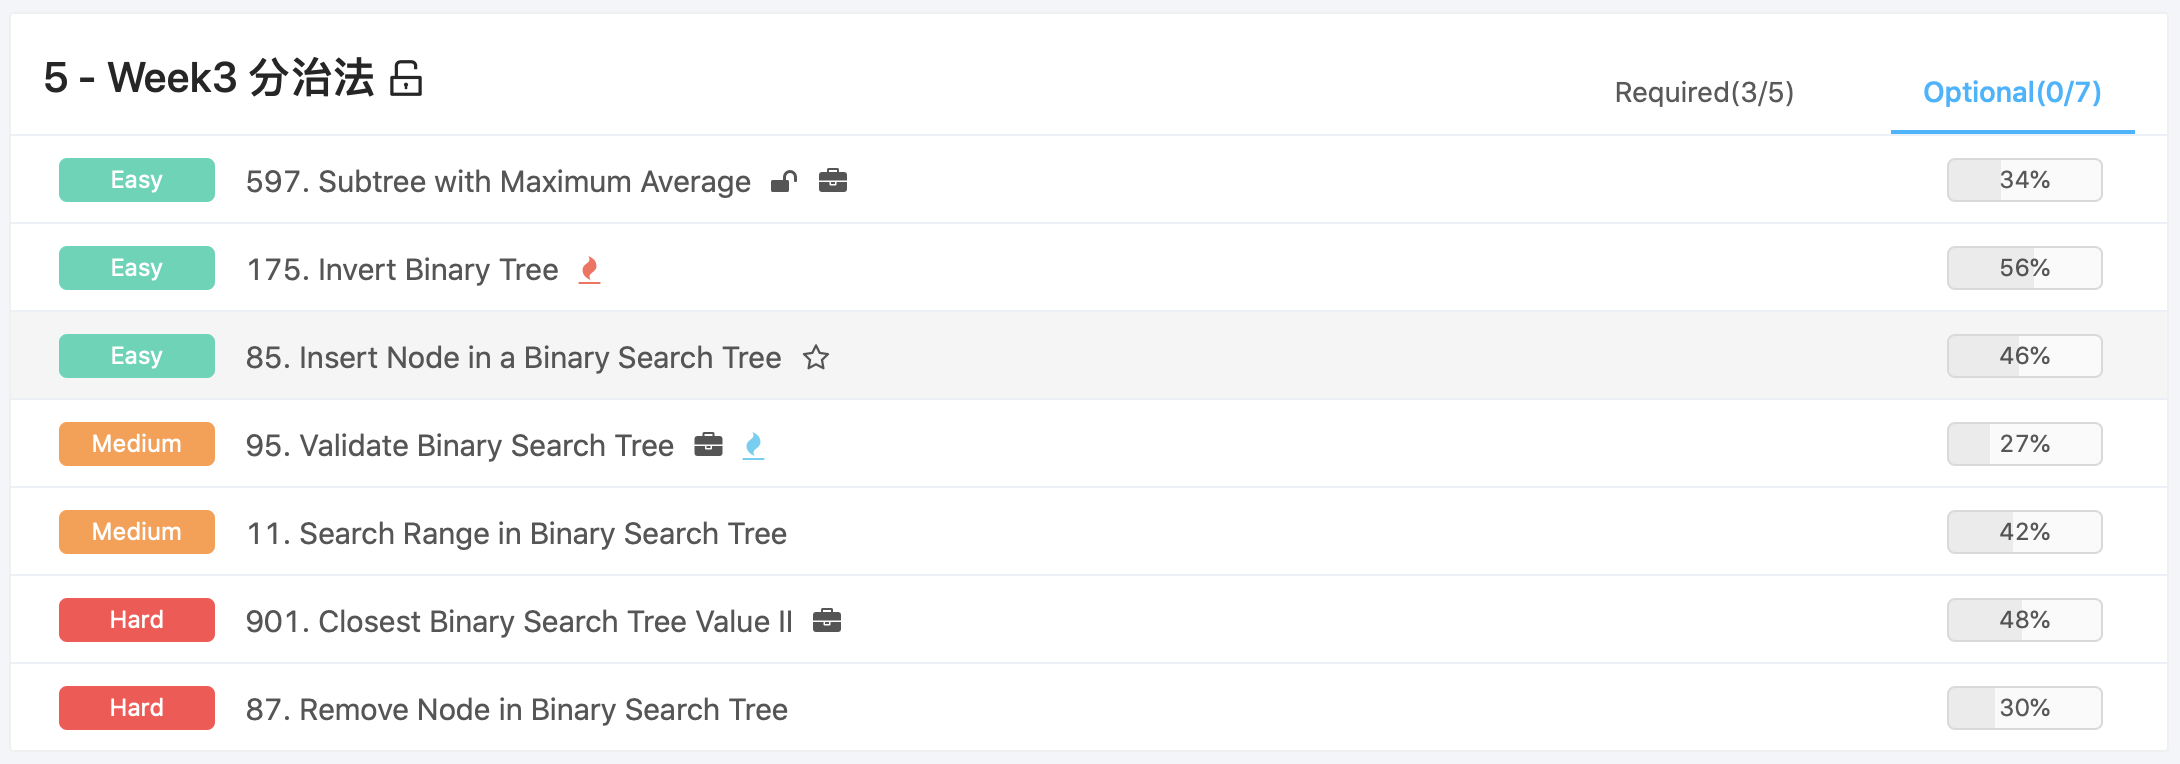 5 - Week3 分治法
Required(3/5) Optional(0/7)
Easy 597. Subtree with Maximum Average 34%
Easy 175. Invert Binary Tree 56%
Easy 85. Insert Node in a Binary Search Tree 46%
Medium 95. Validate Binary Search Tree 27%
Medium 11. Search Range in Binary Search Tree 42%
Hard 901. Closest Binary Search Tree Value II 48%
Hard 87. Remove Node in Binary Search Tree 30%